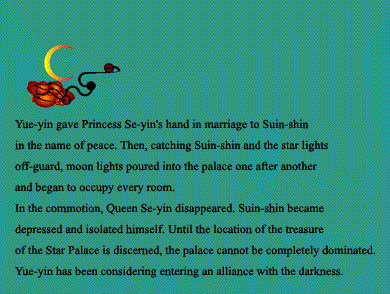 Yue-yin gave Princess Se-yin's hand in marriage to Suin-shin
in the name of peace. Then, catching Suin-shin and the star lights
off-guard, moon lights poured into the palace one after another
and began to occupy every room.
In the commotion, Queen Se-yin disappeared. Suin-shin became
depressed and isolated himself. Until the location of the treasure
of the Star Palace is discerned, the palace cannot be completely dominated.
Yue-yin has been considering entering an alliance with the darkness.